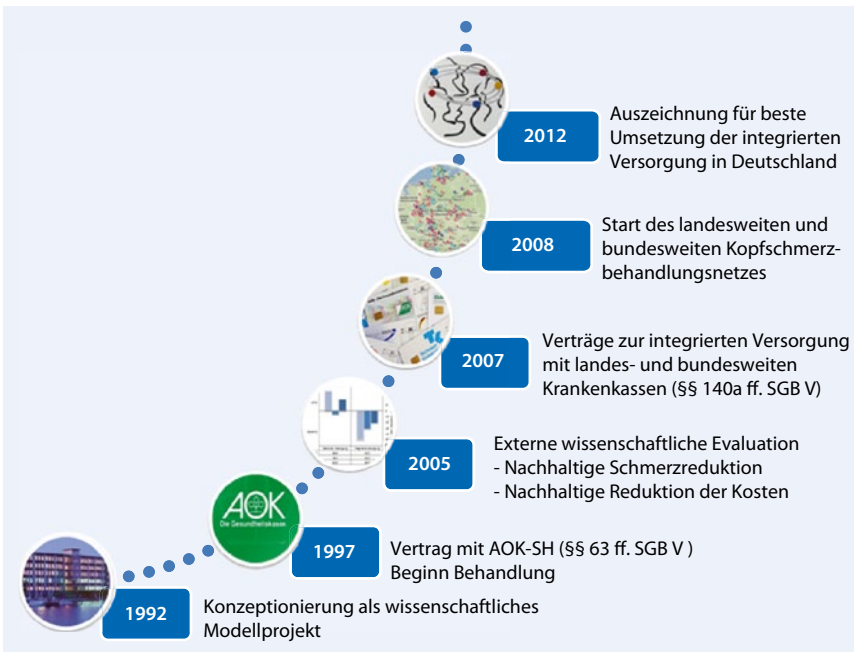 2012
Auszeichnung für beste
Umsetzung der integrierten
Versorgung in Deutschland
2008
Start des landesweiten und
bundesweiten Kopfschmerz-
behandlungsnetzes
2007
Verträge zur integrierten Versorgung
mit landes- und bundesweiten
Krankenkassen (§§ 140a ff. SGB V)
2005
Externe wissenschaftliche Evaluation
- Nachhaltige Schmerzreduktion
- Nachhaltige Reduktion der Kosten
AOK
Die Gesundheitskasse
1997
Vertrag mit AOK-SH (§§ 63 ff. SGB V )
Beginn Behandlung
1992
Konzeptionierung als wissenschaftliches
Modellprojekt